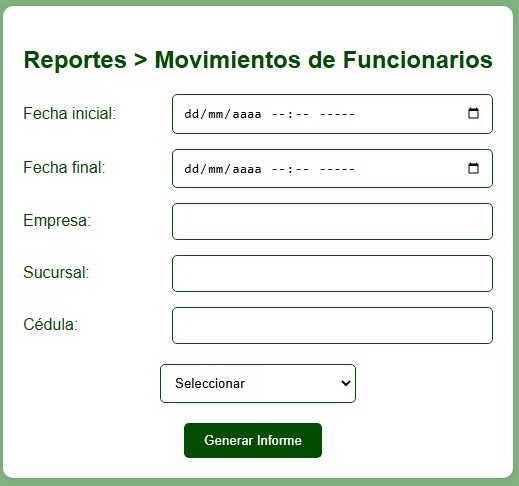 Reportes > Movimientos de Funcionarios
Fecha inicial: dd/mm/aaaa --:-- -----
Fecha final: dd/mm/aaaa --:-- -----
Empresa:
Sucursal:
Cédula:
Seleccionar
Generar Informe